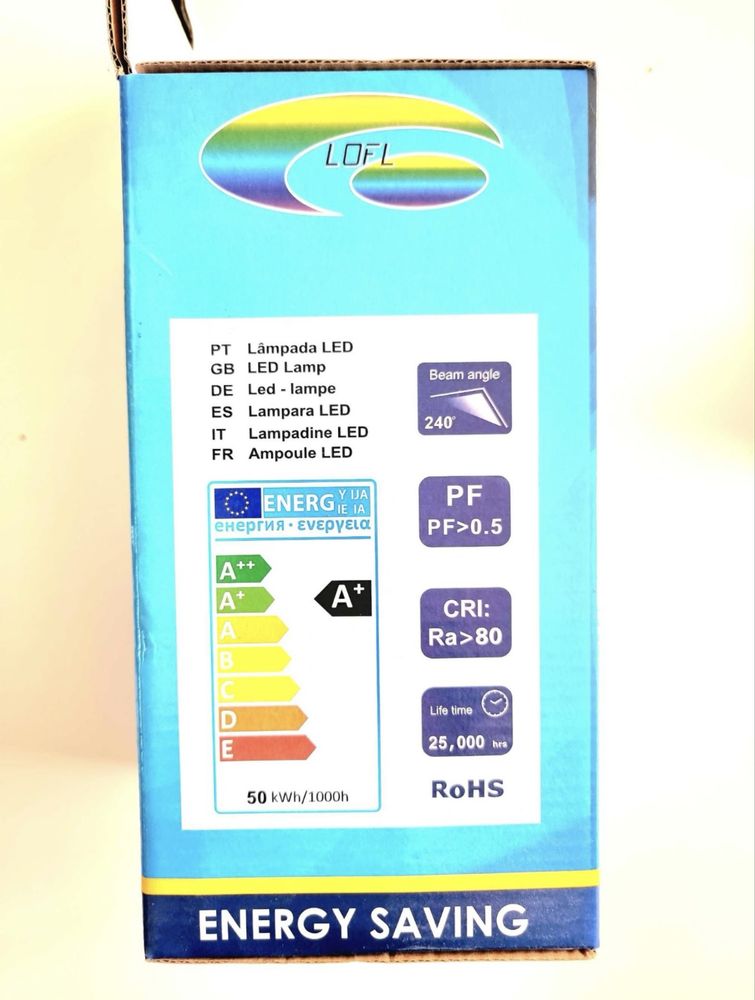 LOFL
PT Lâmpada LED
GB LED Lamp
DE Led - lampe
ES Lampara LED
IT Lampadine LED
FR Ampoule LED
Beam angle
240°
PF
PF>0.5
CRI:
Ra>80
Life time
25,000 hrs
RoHS
ENERG Y IJA
IE IA
енергия · ενεργεια
A++
A+
A+
A
B
C
D
E
50 kWh/1000h
ENERGY SAVING